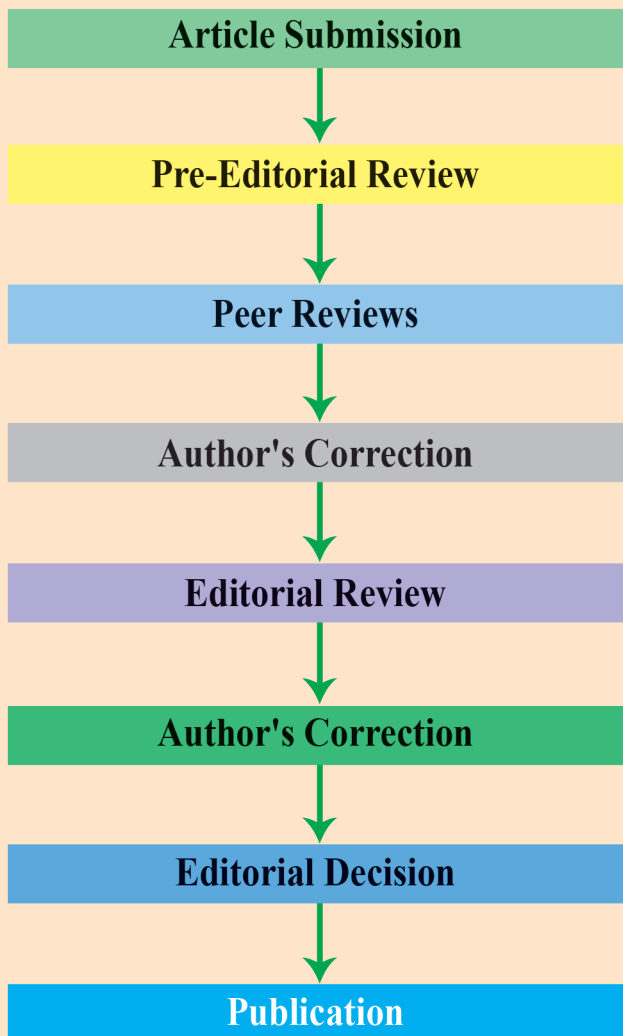 Article Submission
Pre-Editorial Review
Peer Reviews
Author's Correction
Editorial Review
Author's Correction
Editorial Decision
Publication